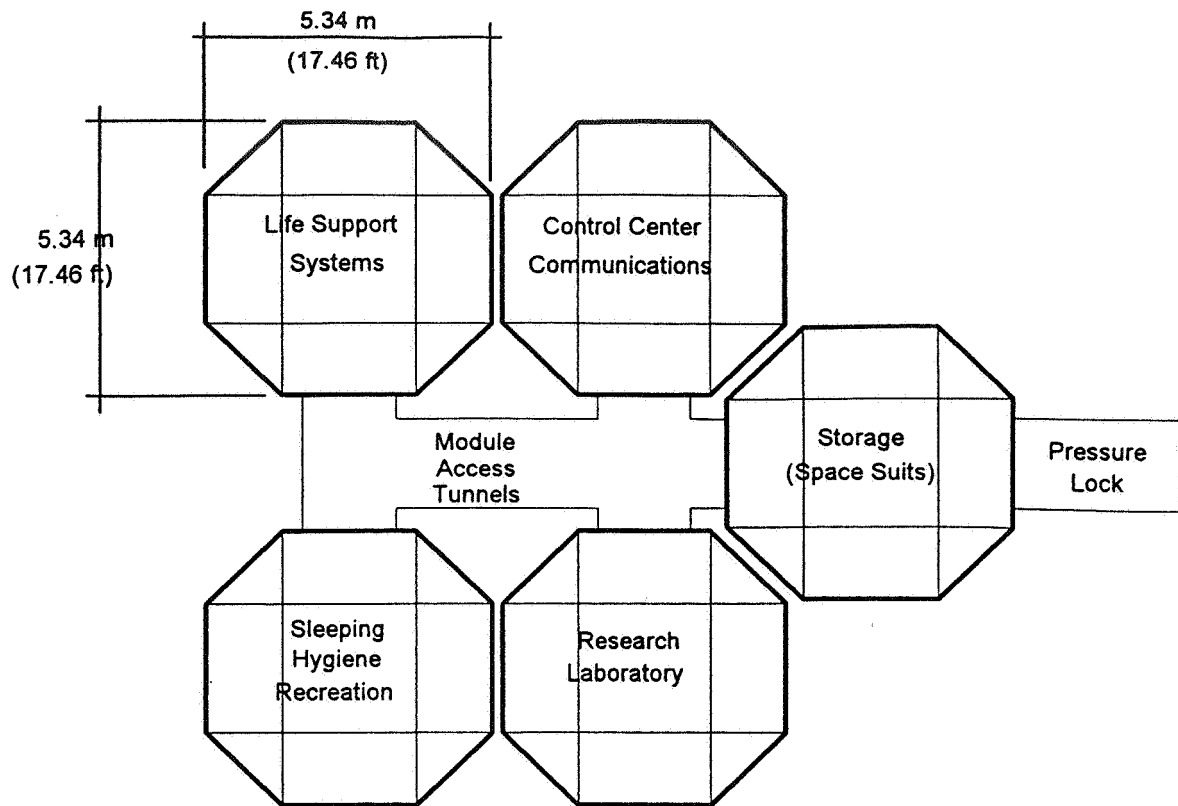 5.34 m
(17.46 ft)
5.34 m
(17.46 ft)
Life Support
Systems
Control Center
Communications
Module
Access
Tunnels
Storage
(Space Suits)
Pressure
Lock
Sleeping
Hygiene
Recreation
Research
Laboratory